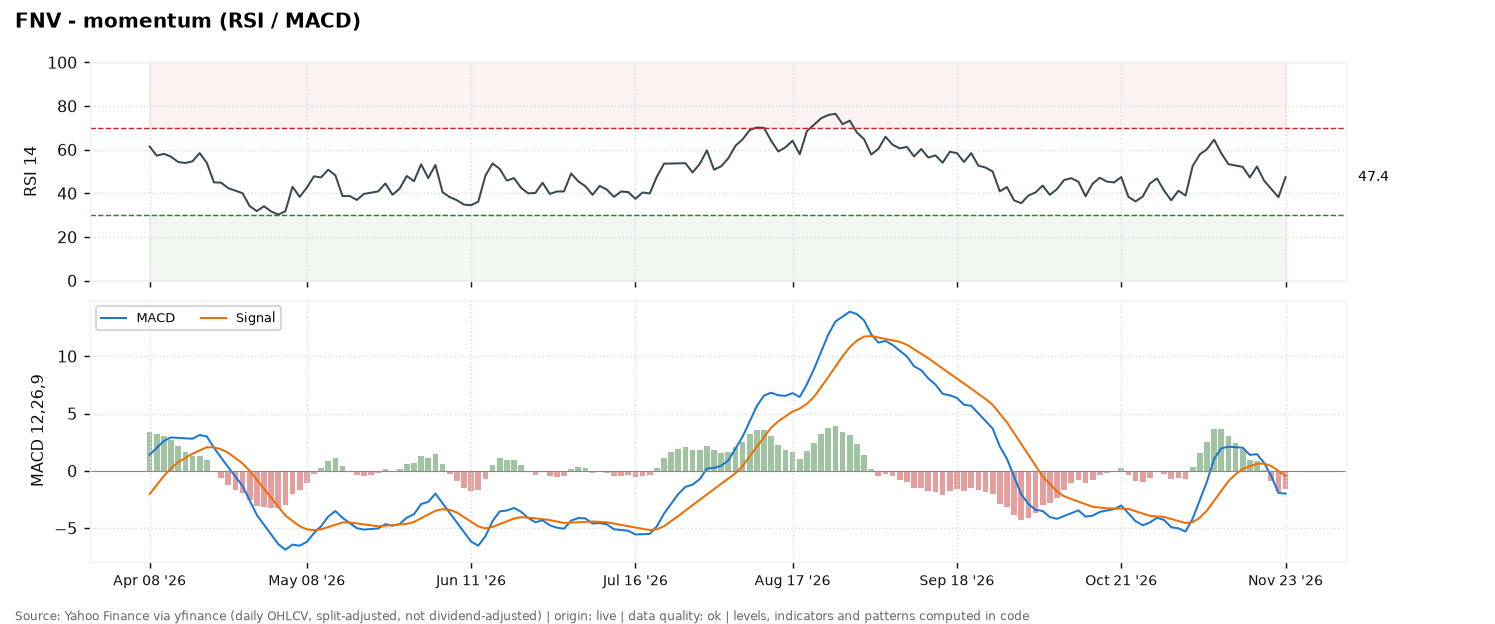 FNV - momentum (RSI / MACD)
100
80
60
40
20
0
RSI 14
47.4
MACD
Signal
10
5
0
−5
MACD 12,26,9
Apr 08 '26
May 08 '26
Jun 11 '26
Jul 16 '26
Aug 17 '26
Sep 18 '26
Oct 21 '26
Nov 23 '26
Source: Yahoo Finance via yfinance (daily OHLCV, split-adjusted, not dividend-adjusted) | origin: live | data quality: ok | levels, indicators and patterns computed in code